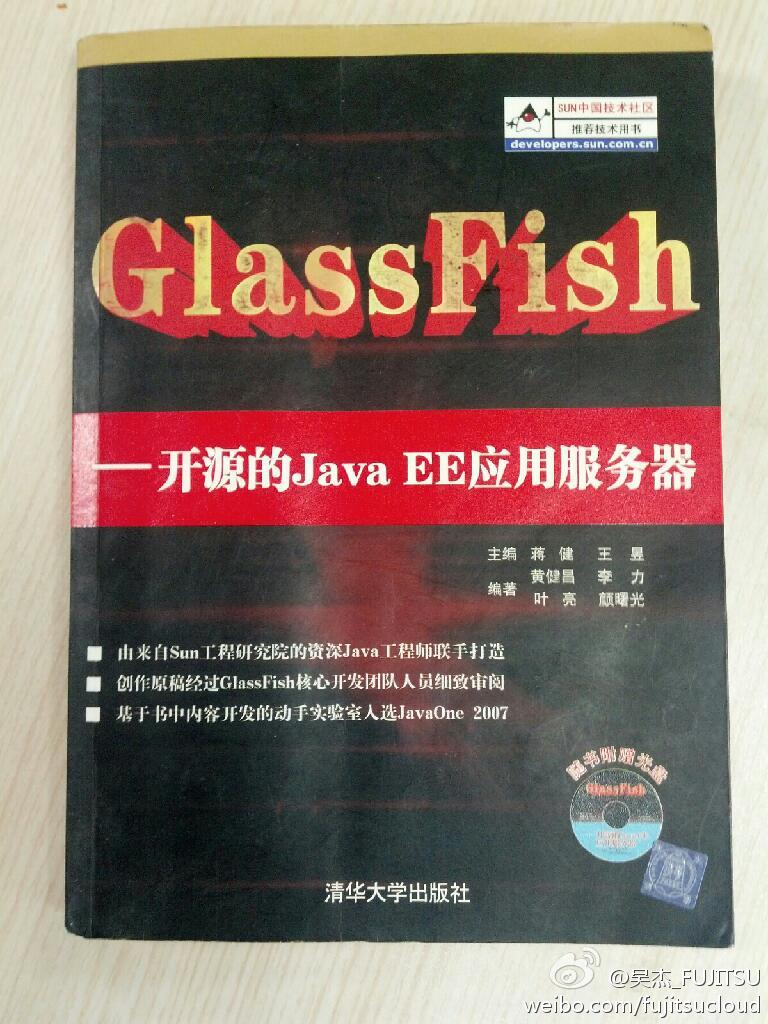 SUN中国技术社区
推荐技术用书
developers.sun.com.cn
GlassFish
—开源的Java EE应用服务器
主编 蒋 健 王 昱
编著 黄健昌 李 力
叶 亮 颜曙光
■ 由来自Sun工程研究院的资深Java工程师联手打造
■ 创作原稿经过GlassFish核心开发团队人员细致审阅
■ 基于书中内容开发的动手实验室入选JavaOne 2007
随书附赠光盘
GlassFish
清华大学出版社
@吴杰_FUJITSU
weibo.com/fujitsucloud